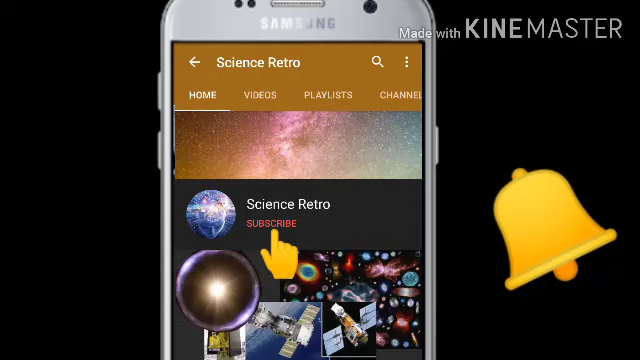 SAMSUNG
Made with KINEMASTER
Science Retro
HOME VIDEOS PLAYLISTS CHANNEL
Science Retro
SUBSCRIBE